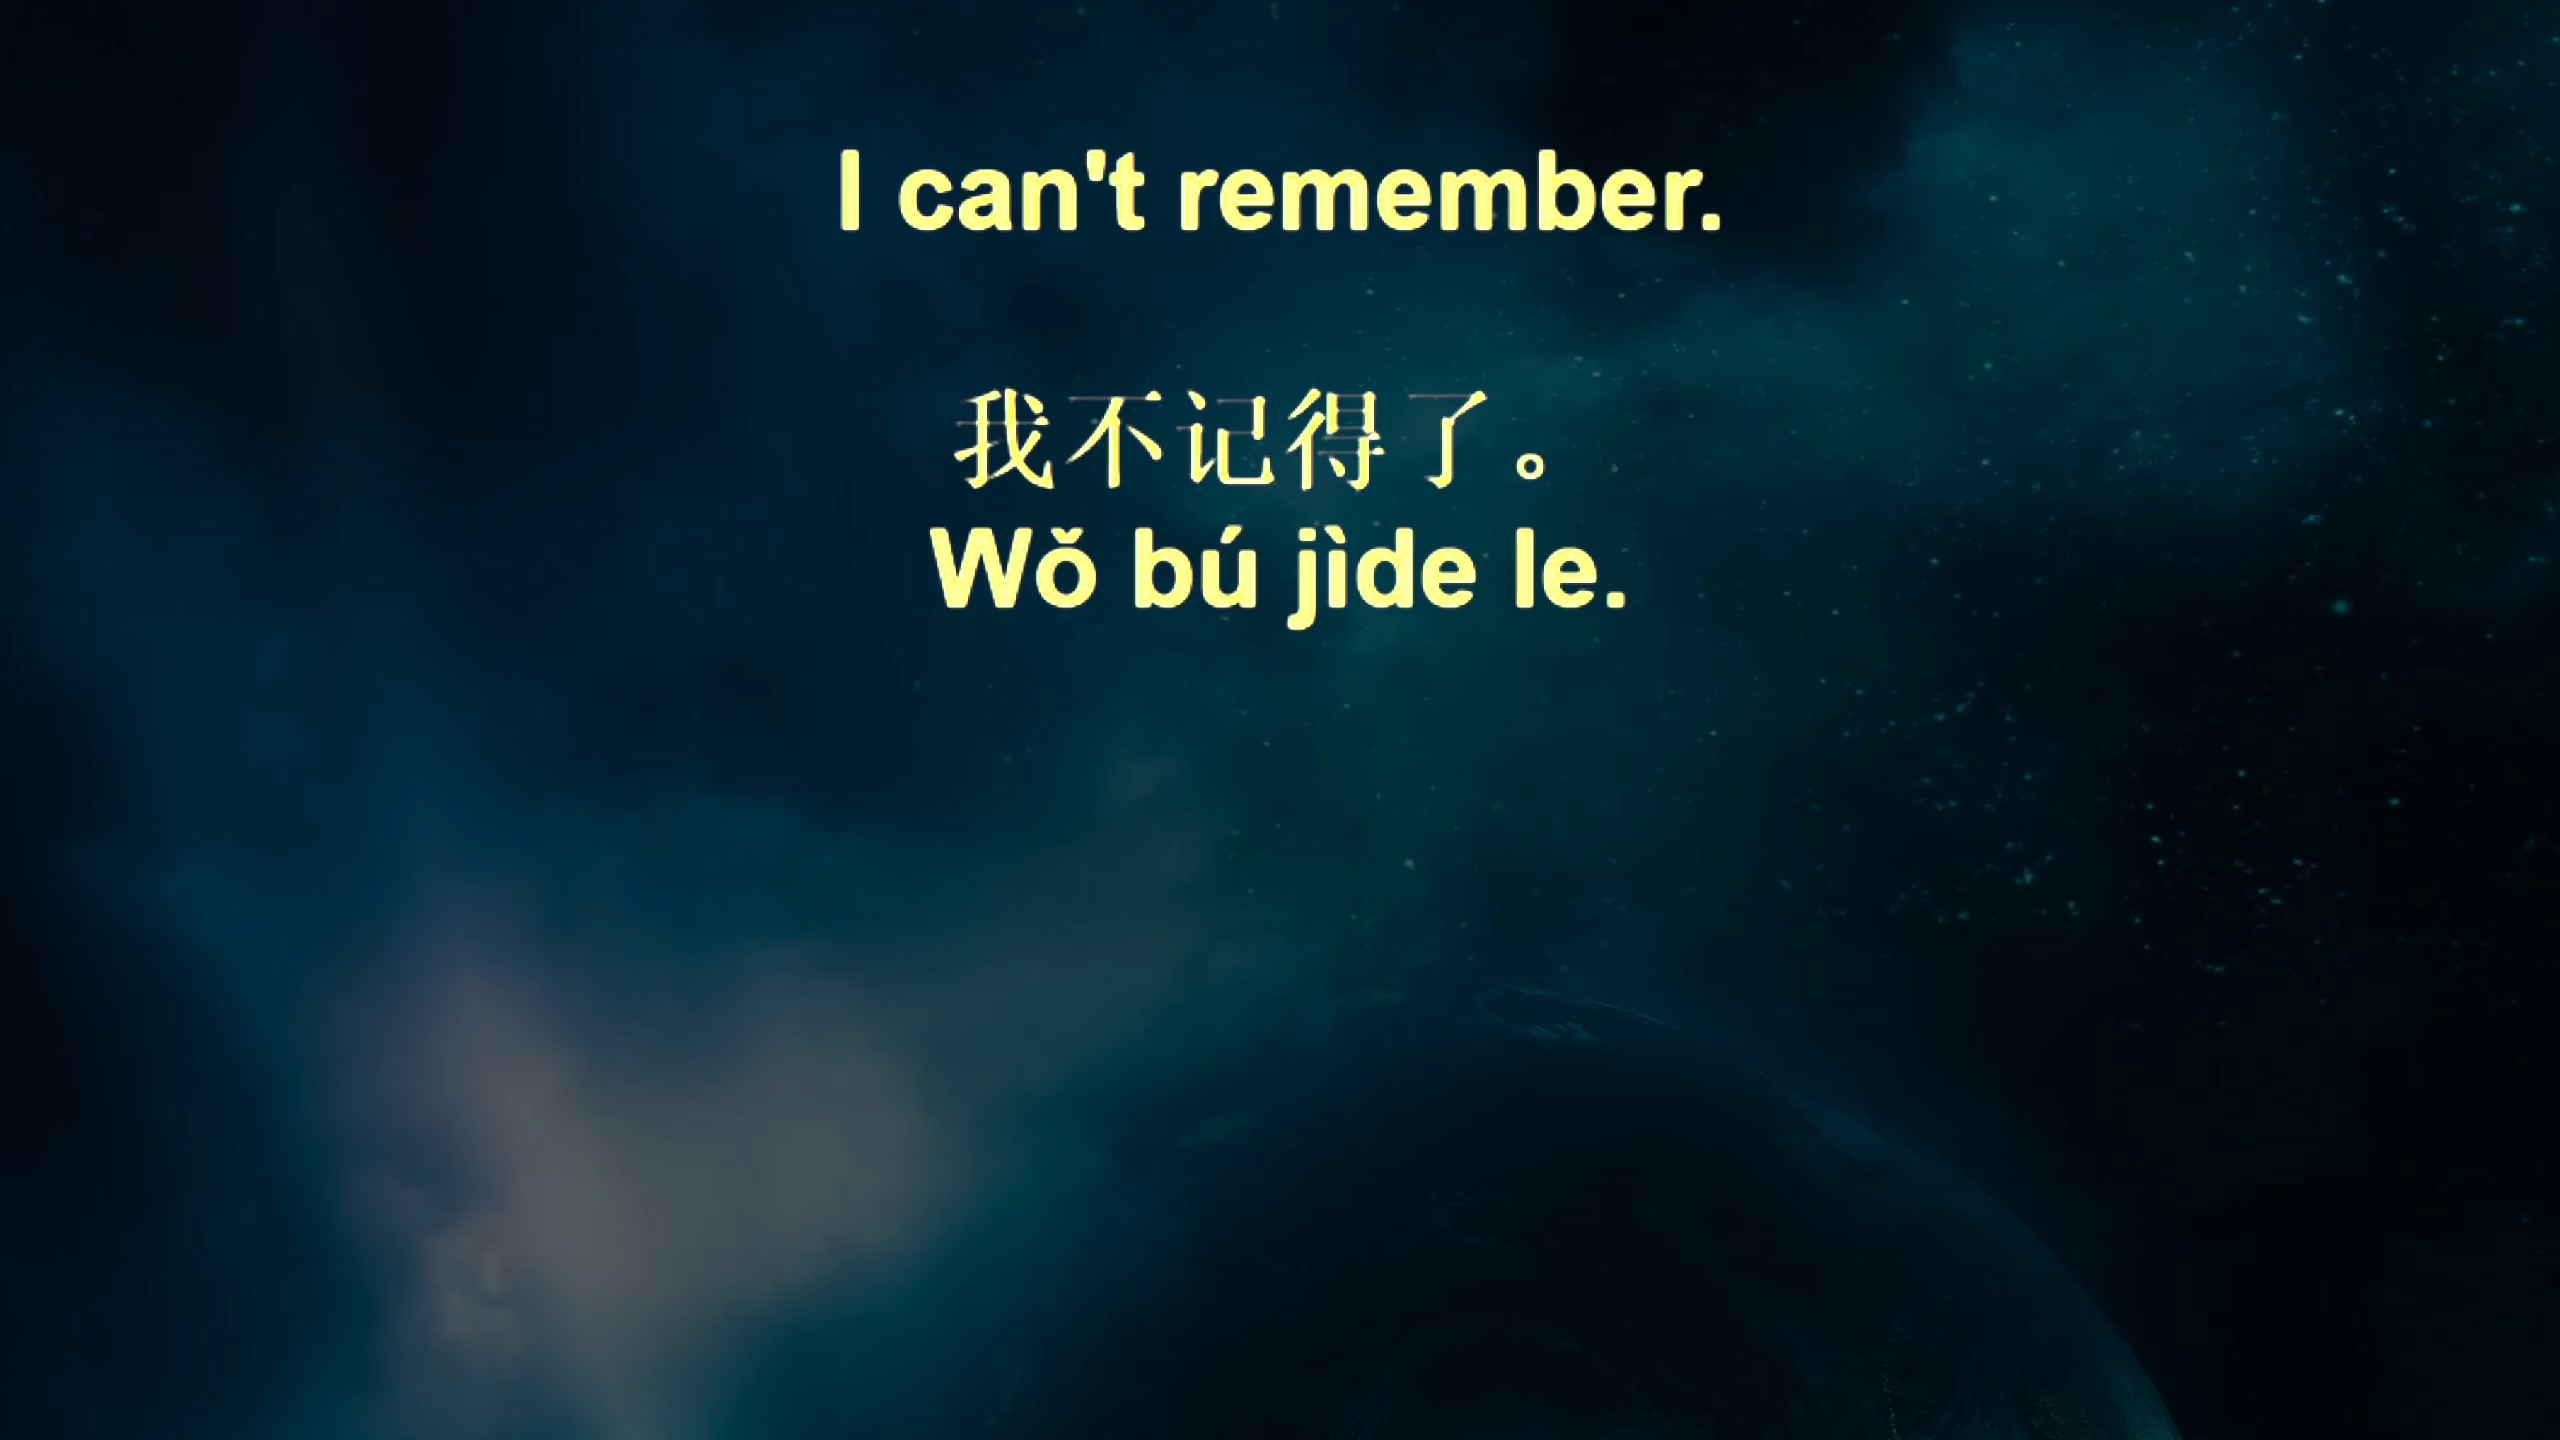 I can't remember.
我不记得了。
Wǒ bú jìde le.